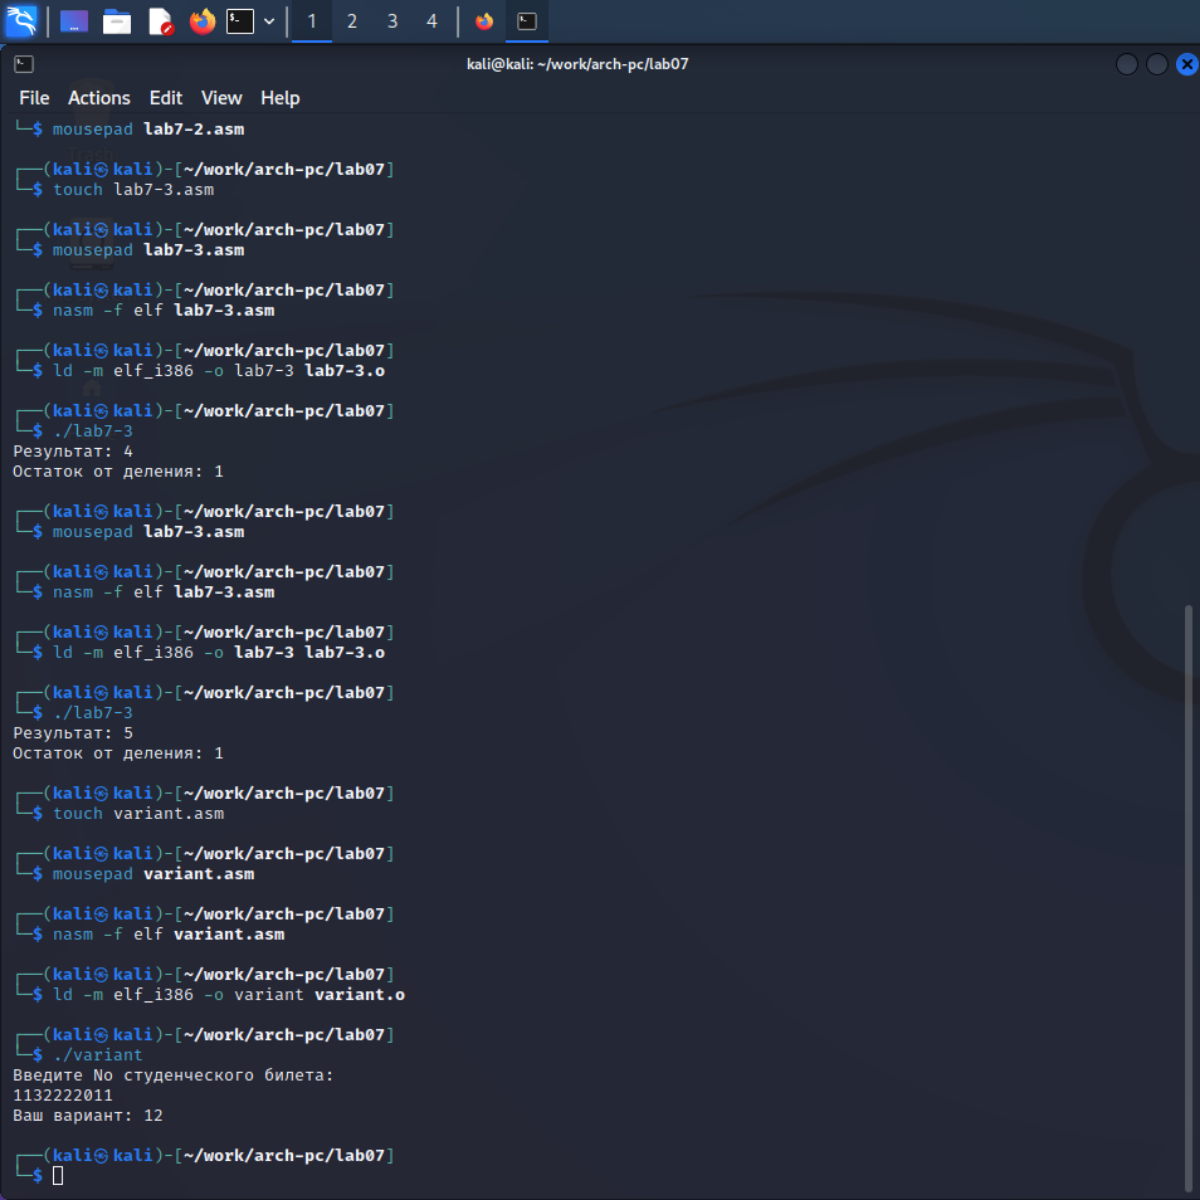 1 2 3 4
kali@kali: ~/work/arch-pc/lab07
File Actions Edit View Help
└─$ mousepad lab7-2.asm
┌──(kali㉿kali)-[~/work/arch-pc/lab07]
└─$ touch lab7-3.asm
┌──(kali㉿kali)-[~/work/arch-pc/lab07]
└─$ mousepad lab7-3.asm
┌──(kali㉿kali)-[~/work/arch-pc/lab07]
└─$ nasm -f elf lab7-3.asm
┌──(kali㉿kali)-[~/work/arch-pc/lab07]
└─$ ld -m elf_i386 -o lab7-3 lab7-3.o
┌──(kali㉿kali)-[~/work/arch-pc/lab07]
└─$ ./lab7-3
Результат: 4
Остаток от деления: 1
┌──(kali㉿kali)-[~/work/arch-pc/lab07]
└─$ mousepad lab7-3.asm
┌──(kali㉿kali)-[~/work/arch-pc/lab07]
└─$ nasm -f elf lab7-3.asm
┌──(kali㉿kali)-[~/work/arch-pc/lab07]
└─$ ld -m elf_i386 -o lab7-3 lab7-3.o
┌──(kali㉿kali)-[~/work/arch-pc/lab07]
└─$ ./lab7-3
Результат: 5
Остаток от деления: 1
┌──(kali㉿kali)-[~/work/arch-pc/lab07]
└─$ touch variant.asm
┌──(kali㉿kali)-[~/work/arch-pc/lab07]
└─$ mousepad variant.asm
┌──(kali㉿kali)-[~/work/arch-pc/lab07]
└─$ nasm -f elf variant.asm
┌──(kali㉿kali)-[~/work/arch-pc/lab07]
└─$ ld -m elf_i386 -o variant variant.o
┌──(kali㉿kali)-[~/work/arch-pc/lab07]
└─$ ./variant
Введите No студенческого билета:
1132222011
Ваш вариант: 12
┌──(kali㉿kali)-[~/work/arch-pc/lab07]
└─$